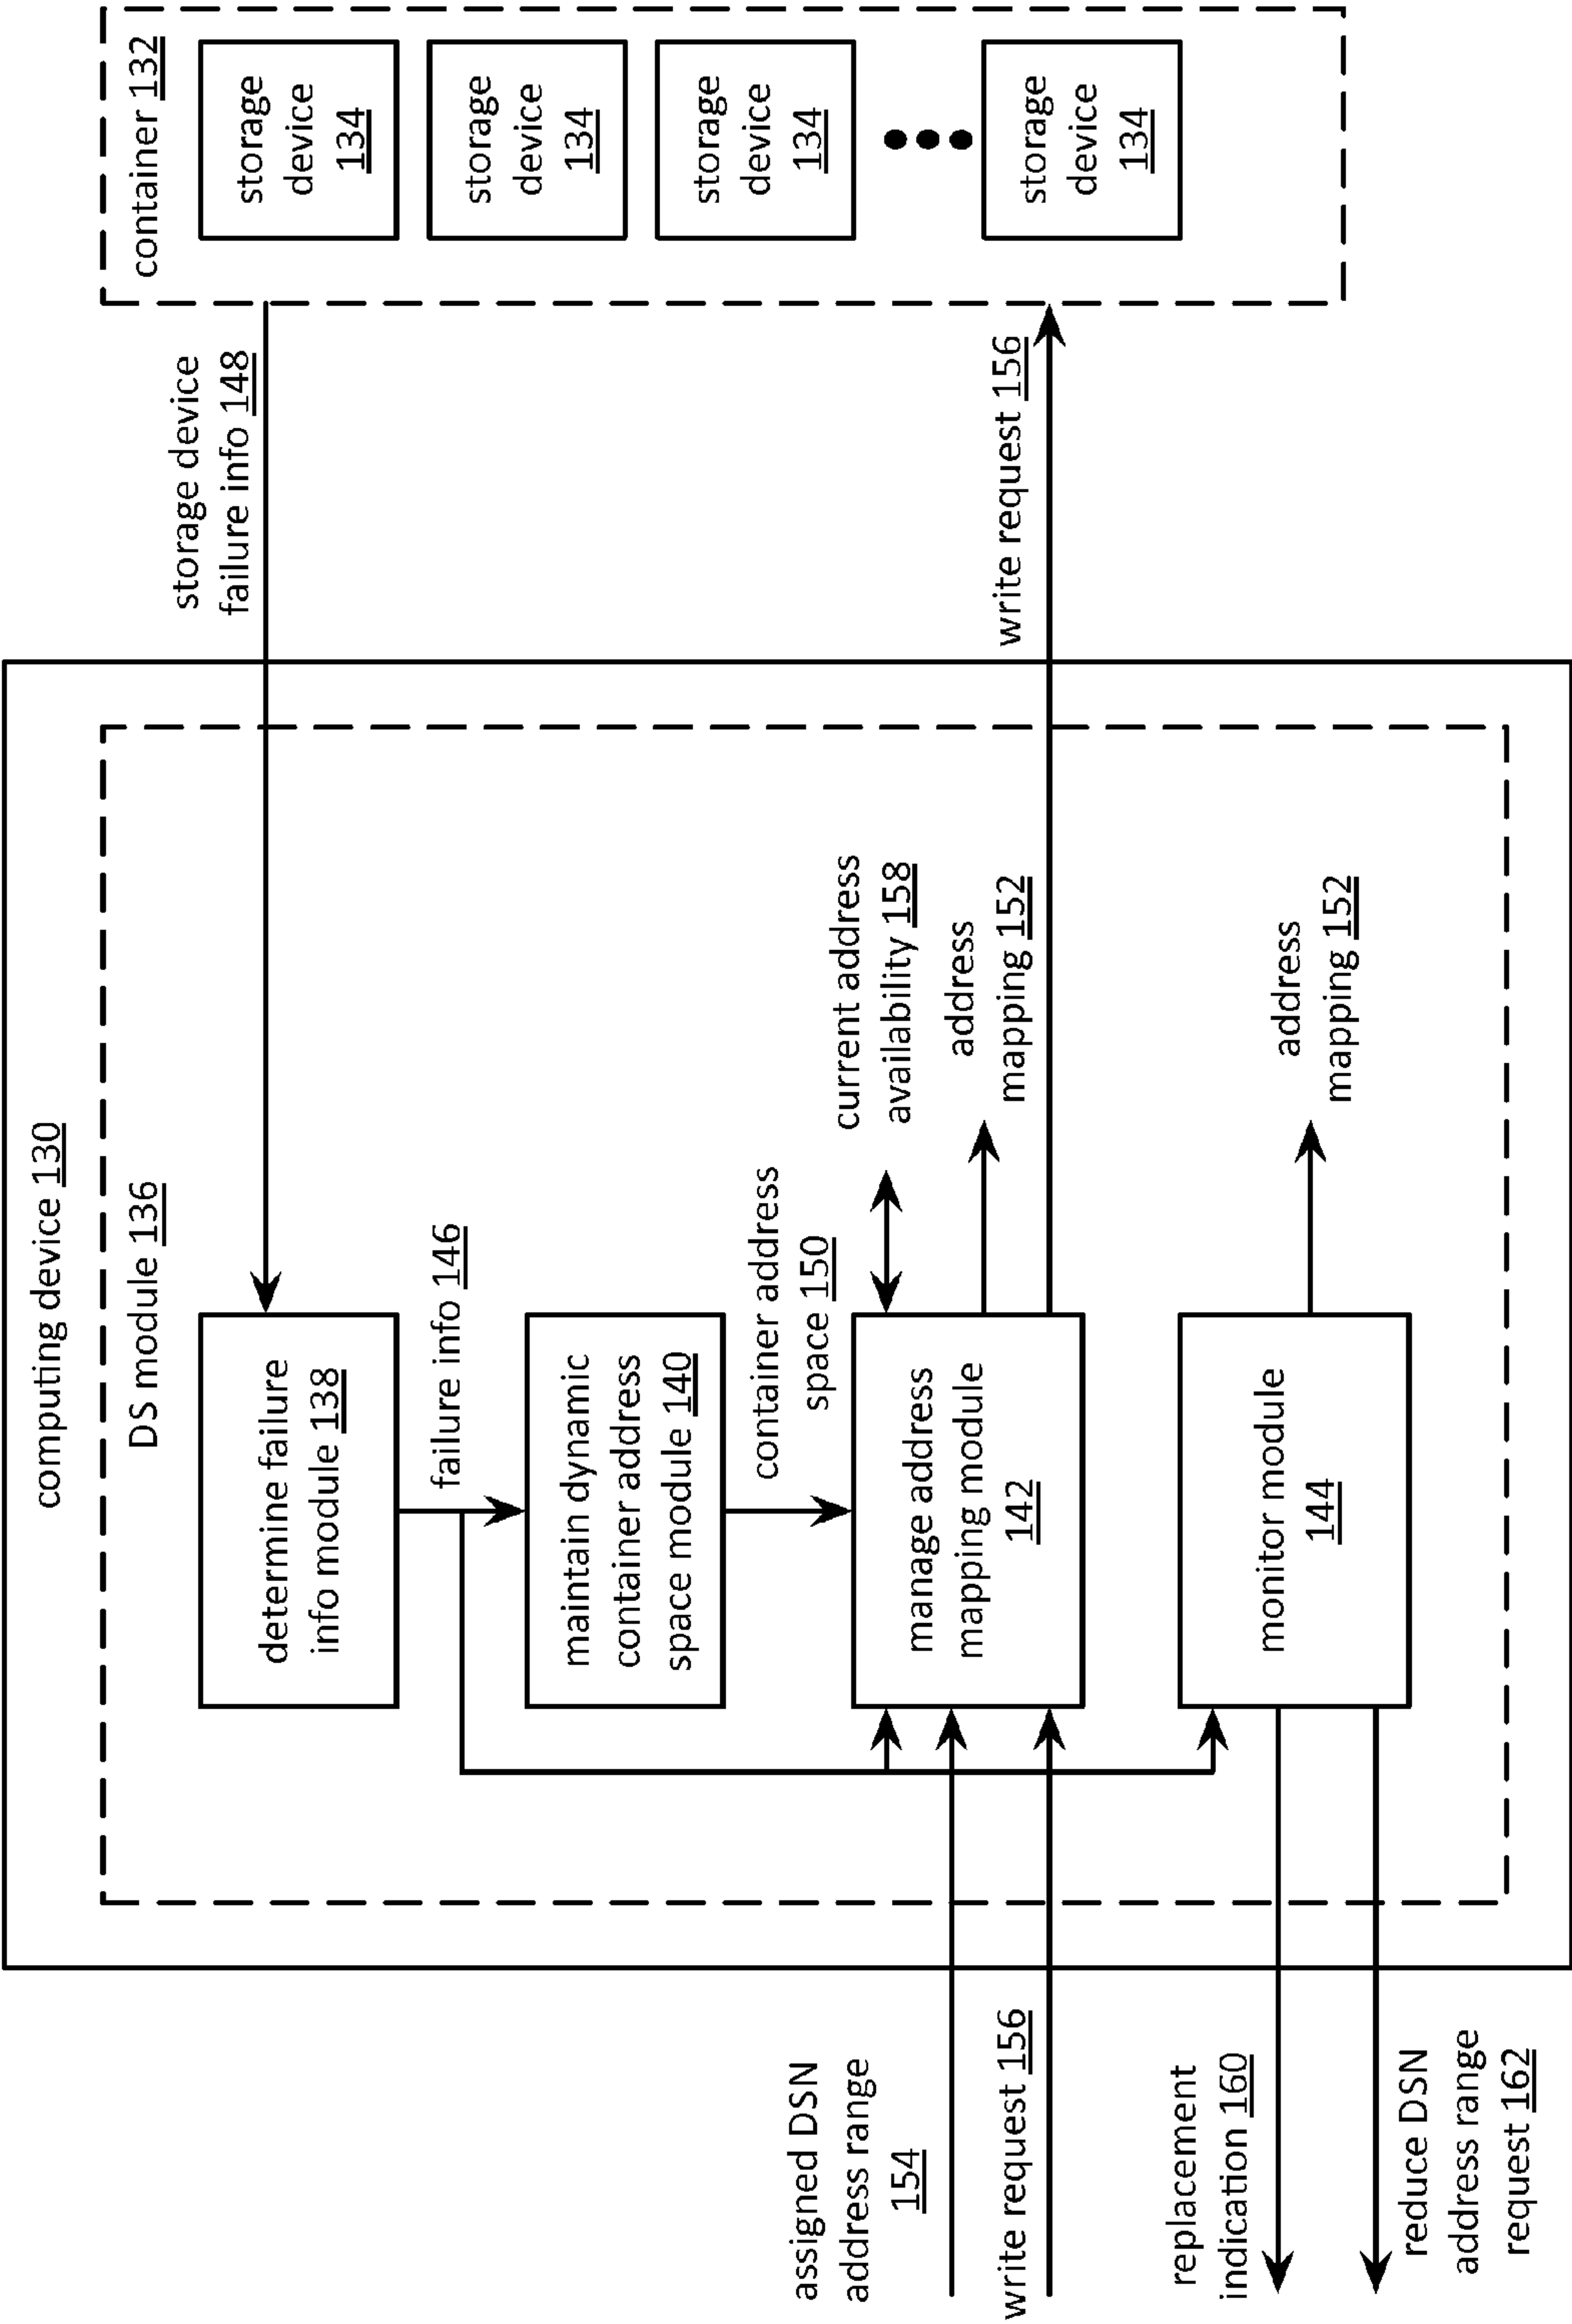 computing device 130
DS module 136
container 132
determine failure
info module 138
failure info 146
maintain dynamic
container address
space module 140
container address
space 150
manage address
mapping module
142
monitor module
144
storage device
failure info 148
current address
availability 158
address
mapping 152
write request 156
address
mapping 152
assigned DSN
address range
154
write request 156
replacement
indication 160
reduce DSN
address range
request 162
storage
device
134
storage
device
134
storage
device
134
storage
device
134